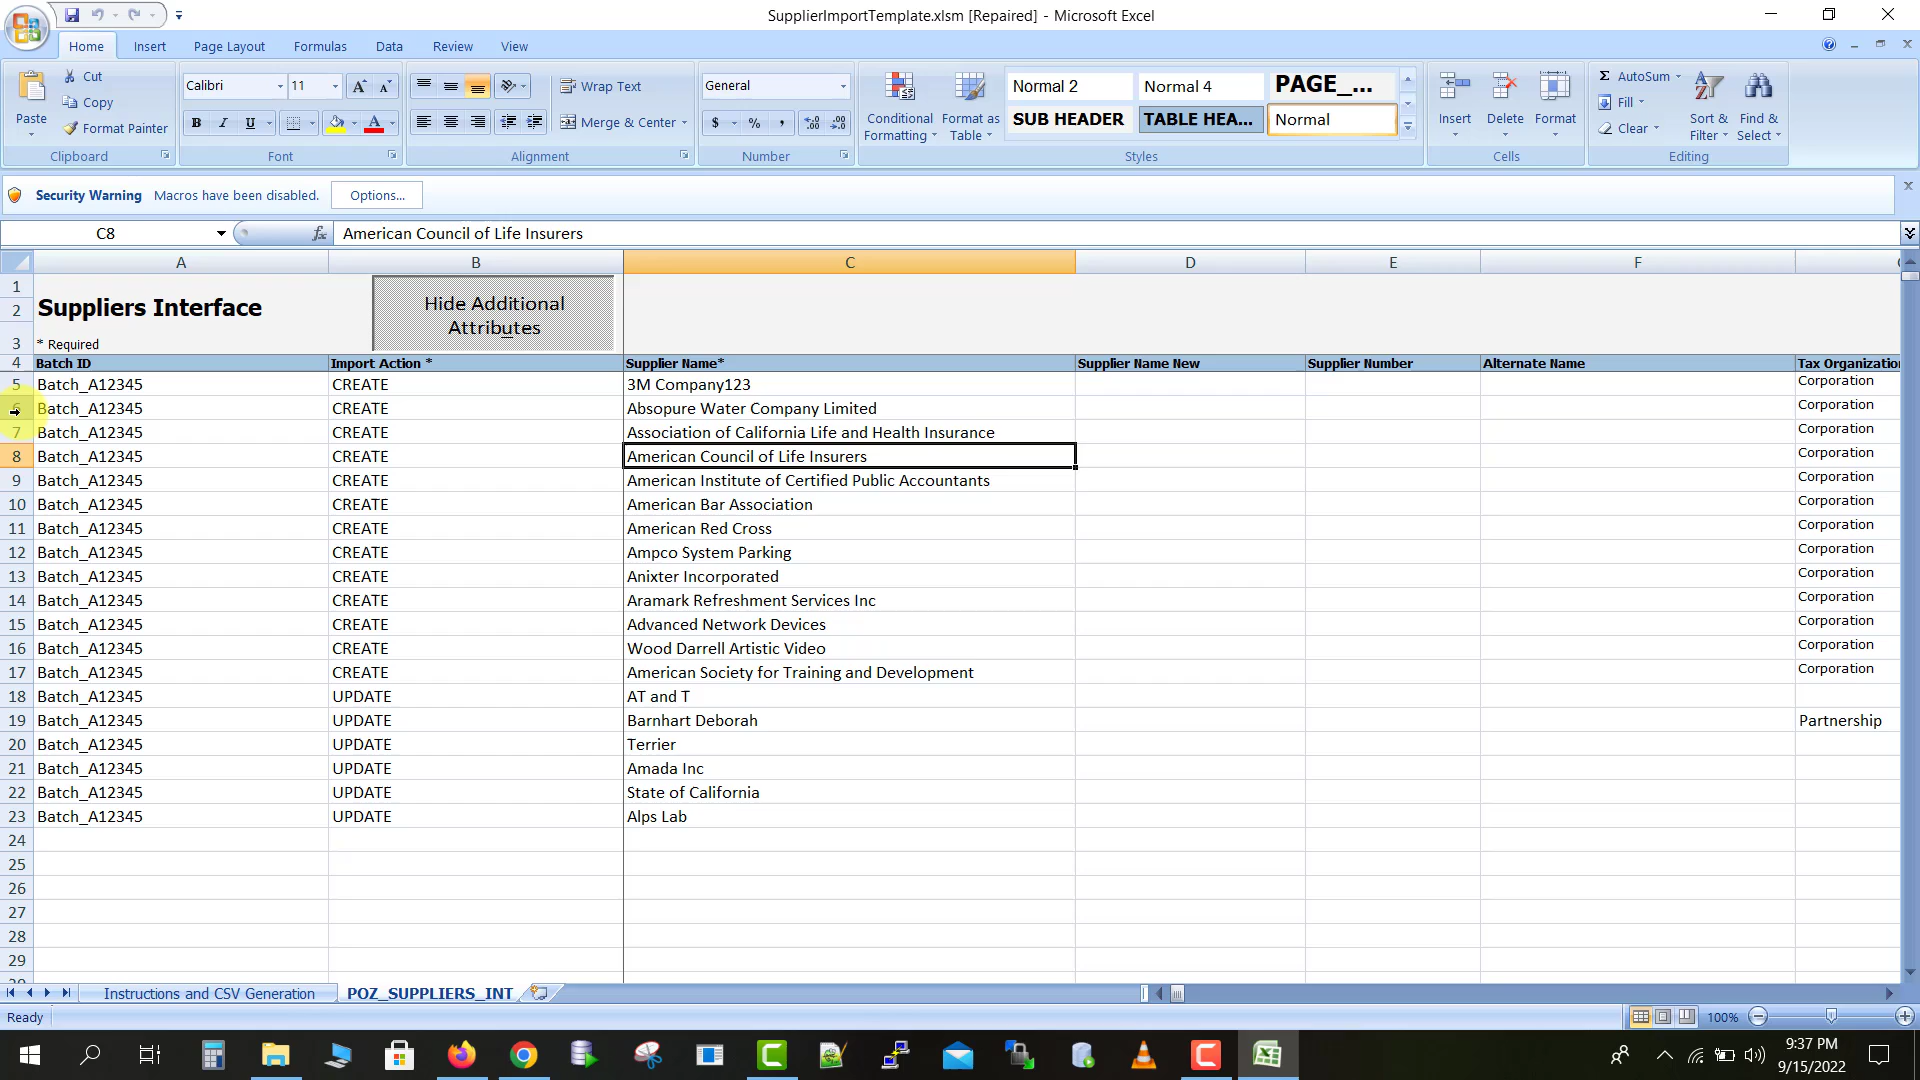 SupplierImportTemplate.xlsm [Repaired] - Microsoft Excel
Home Insert Page Layout Formulas Data Review View
Paste Cut Copy Format Painter
Calibri 11
B I U
Wrap Text
Merge & Center
General
$ % ,
Conditional Formatting Format as Table
Normal 2 Normal 4 PAGE_...
SUB HEADER TABLE HEA... Normal
Insert Delete Format
Σ AutoSum Fill Clear
Sort & Filter Find & Select
Clipboard Font Alignment Number Styles Cells Editing
Security Warning Macros have been disabled. Options...
C8 fx American Council of Life Insurers
A B C D E F
1
2 Suppliers Interface Hide Additional Attributes
3 * Required
4 Batch ID Import Action * Supplier Name* Supplier Name New Supplier Number Alternate Name Tax Organizatio
5 Batch_A12345 CREATE 3M Company123 Corporation
6 Batch_A12345 CREATE Absopure Water Company Limited Corporation
7 Batch_A12345 CREATE Association of California Life and Health Insurance Corporation
8 Batch_A12345 CREATE American Council of Life Insurers Corporation
9 Batch_A12345 CREATE American Institute of Certified Public Accountants Corporation
10 Batch_A12345 CREATE American Bar Association Corporation
11 Batch_A12345 CREATE American Red Cross Corporation
12 Batch_A12345 CREATE Ampco System Parking Corporation
13 Batch_A12345 CREATE Anixter Incorporated Corporation
14 Batch_A12345 CREATE Aramark Refreshment Services Inc Corporation
15 Batch_A12345 CREATE Advanced Network Devices Corporation
16 Batch_A12345 CREATE Wood Darrell Artistic Video Corporation
17 Batch_A12345 CREATE American Society for Training and Development Corporation
18 Batch_A12345 UPDATE AT and T
19 Batch_A12345 UPDATE Barnhart Deborah Partnership
20 Batch_A12345 UPDATE Terrier
21 Batch_A12345 UPDATE Amada Inc
22 Batch_A12345 UPDATE State of California
23 Batch_A12345 UPDATE Alps Lab
24
25
26
27
28
29
Instructions and CSV Generation POZ_SUPPLIERS_INT
Ready 100%
9:37 PM
9/15/2022